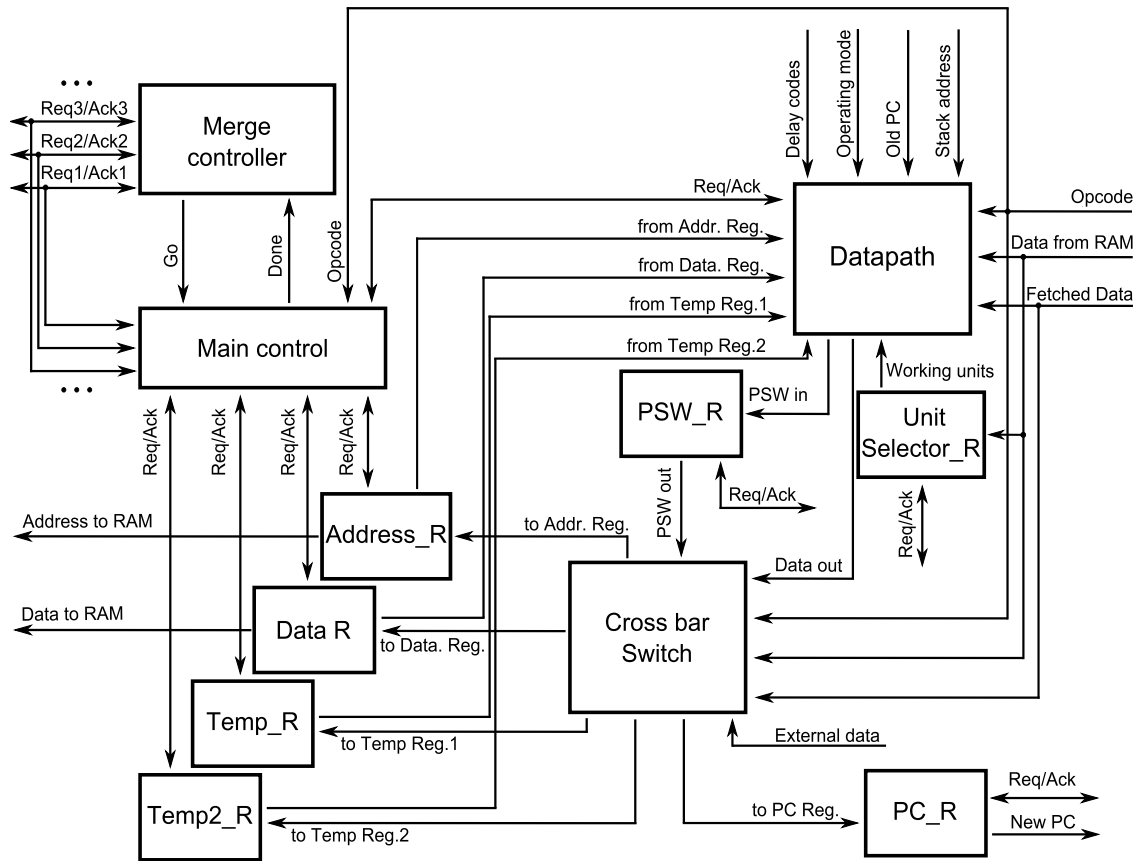 ...
Req3/Ack3
Req2/Ack2
Req1/Ack1
Merge
controller
Go
Done
Opcode
Main control
...
Delay codes
Operating mode
Old PC
Stack address
Req/Ack
from Addr. Reg.
from Data. Reg.
from Temp Reg.1
from Temp Reg.2
Datapath
Opcode
Data from RAM
Fetched Data
Working units
PSW in
PSW_R
Unit
Selector_R
PSW out
Req/Ack
Req/Ack
Req/Ack
Req/Ack
Req/Ack
Req/Ack
Address to RAM
Address_R
to Addr. Reg.
Data out
Data to RAM
Data R
to Data. Reg.
Cross bar
Switch
Temp_R
to Temp Reg.1
External data
Temp2_R
to Temp Reg.2
to PC Reg.
PC_R
Req/Ack
New PC